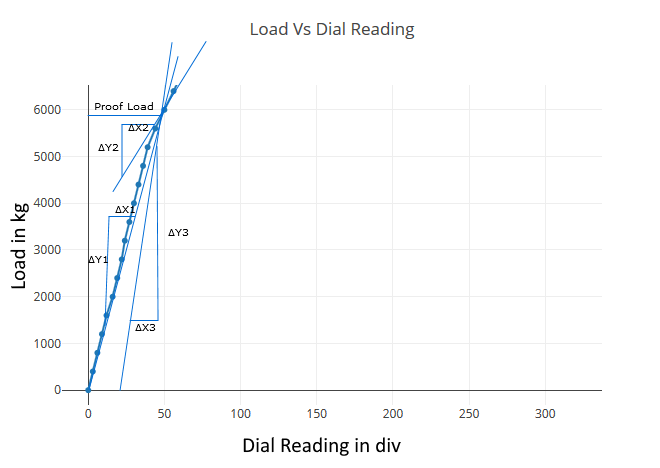 Load Vs Dial Reading
Proof Load
6000
ΔX2
ΔY2
5000
4000
ΔX1
ΔY3
3000
ΔY1
2000
ΔX3
1000
0
Load in kg
0 50 100 150 200 250 300
Dial Reading in div